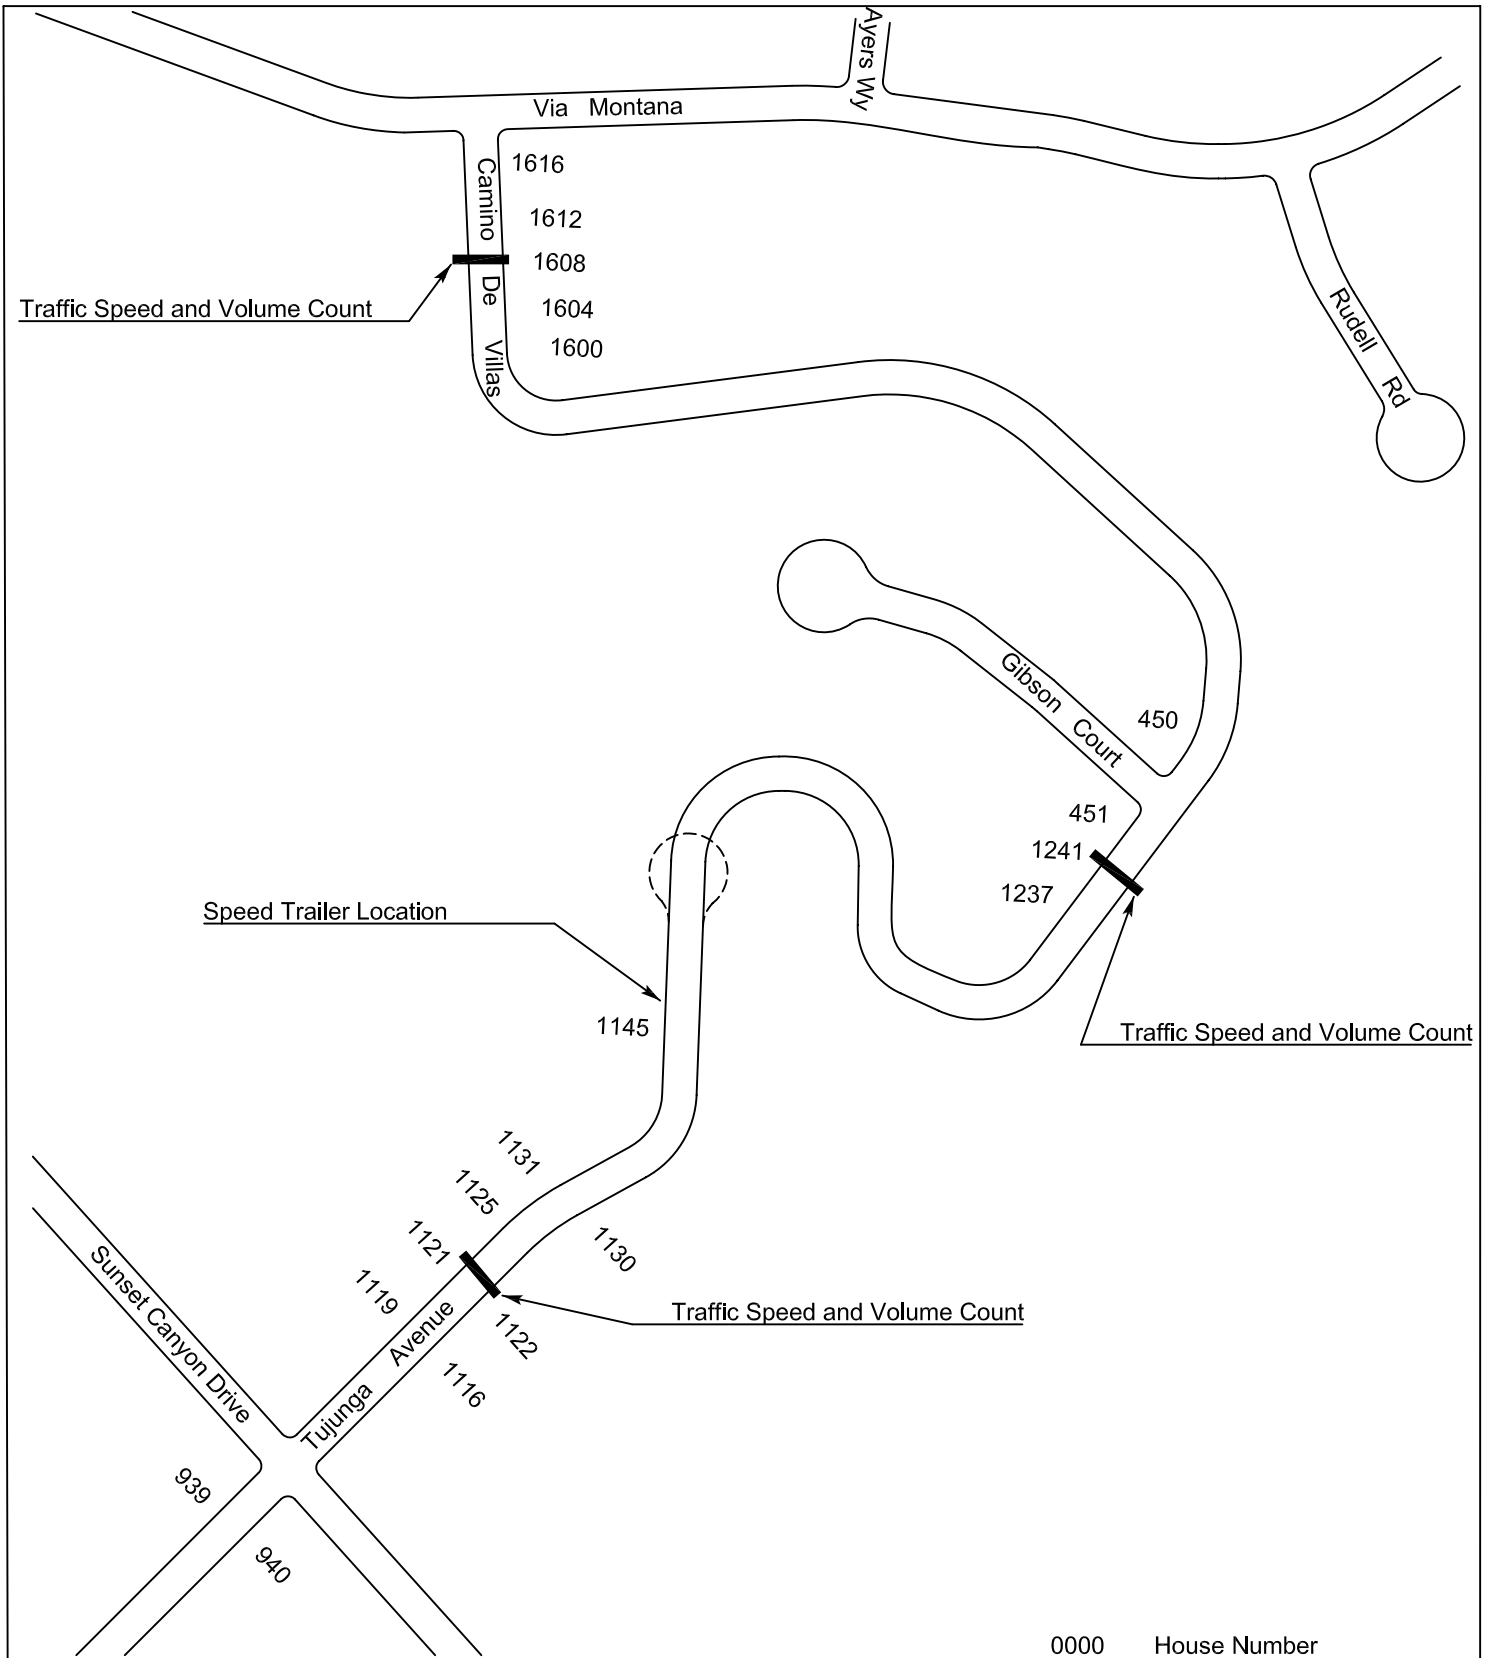 Ayers Wy
Via Montana
Camino De Villas
1616
1612
1608
1604
1600
Traffic Speed and Volume Count
Rudell Rd
Gibson Court
450
451
1241
1237
Speed Trailer Location
1145
Traffic Speed and Volume Count
1131
1125
1121
1119
1130
1122
1116
Traffic Speed and Volume Count
Sunset Canyon Drive
Tujunga Avenue
939
940
0000 House Number